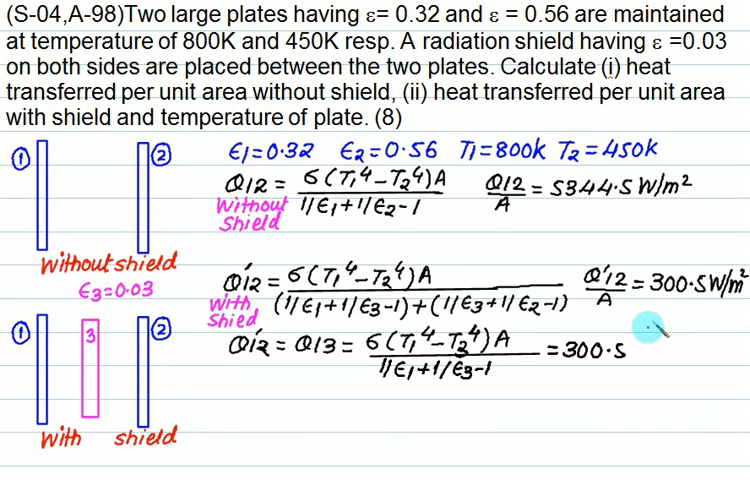 (S-04,A-98)Two large plates having ε= 0.32 and ε = 0.56 are maintained
at temperature of 800K and 450K resp. A radiation shield having ε =0.03
on both sides are placed between the two plates. Calculate (i) heat
transferred per unit area without shield, (ii) heat transferred per unit area
with shield and temperature of plate. (8)
1 2 ϵ1=0.32 ϵ2=0.56 T1=800k T2=450k
Q12 = 6(T1⁴-T2⁴)A / 1/ϵ1+1/ϵ2-1 Q12/A = 5344.5 W/m²
Without
Shield
Without shield
ϵ3=0.03
Q'12 = 6(T1⁴-T2⁴)A / (1/ϵ1+1/ϵ3-1)+(1/ϵ3+1/ϵ2-1) Q'12/A = 300.5W/m²
With
Shied
1 3 2
Q'12 = Q13 = 6(T1⁴-T3⁴)A / 1/ϵ1+1/ϵ3-1 = 300.5
With shield